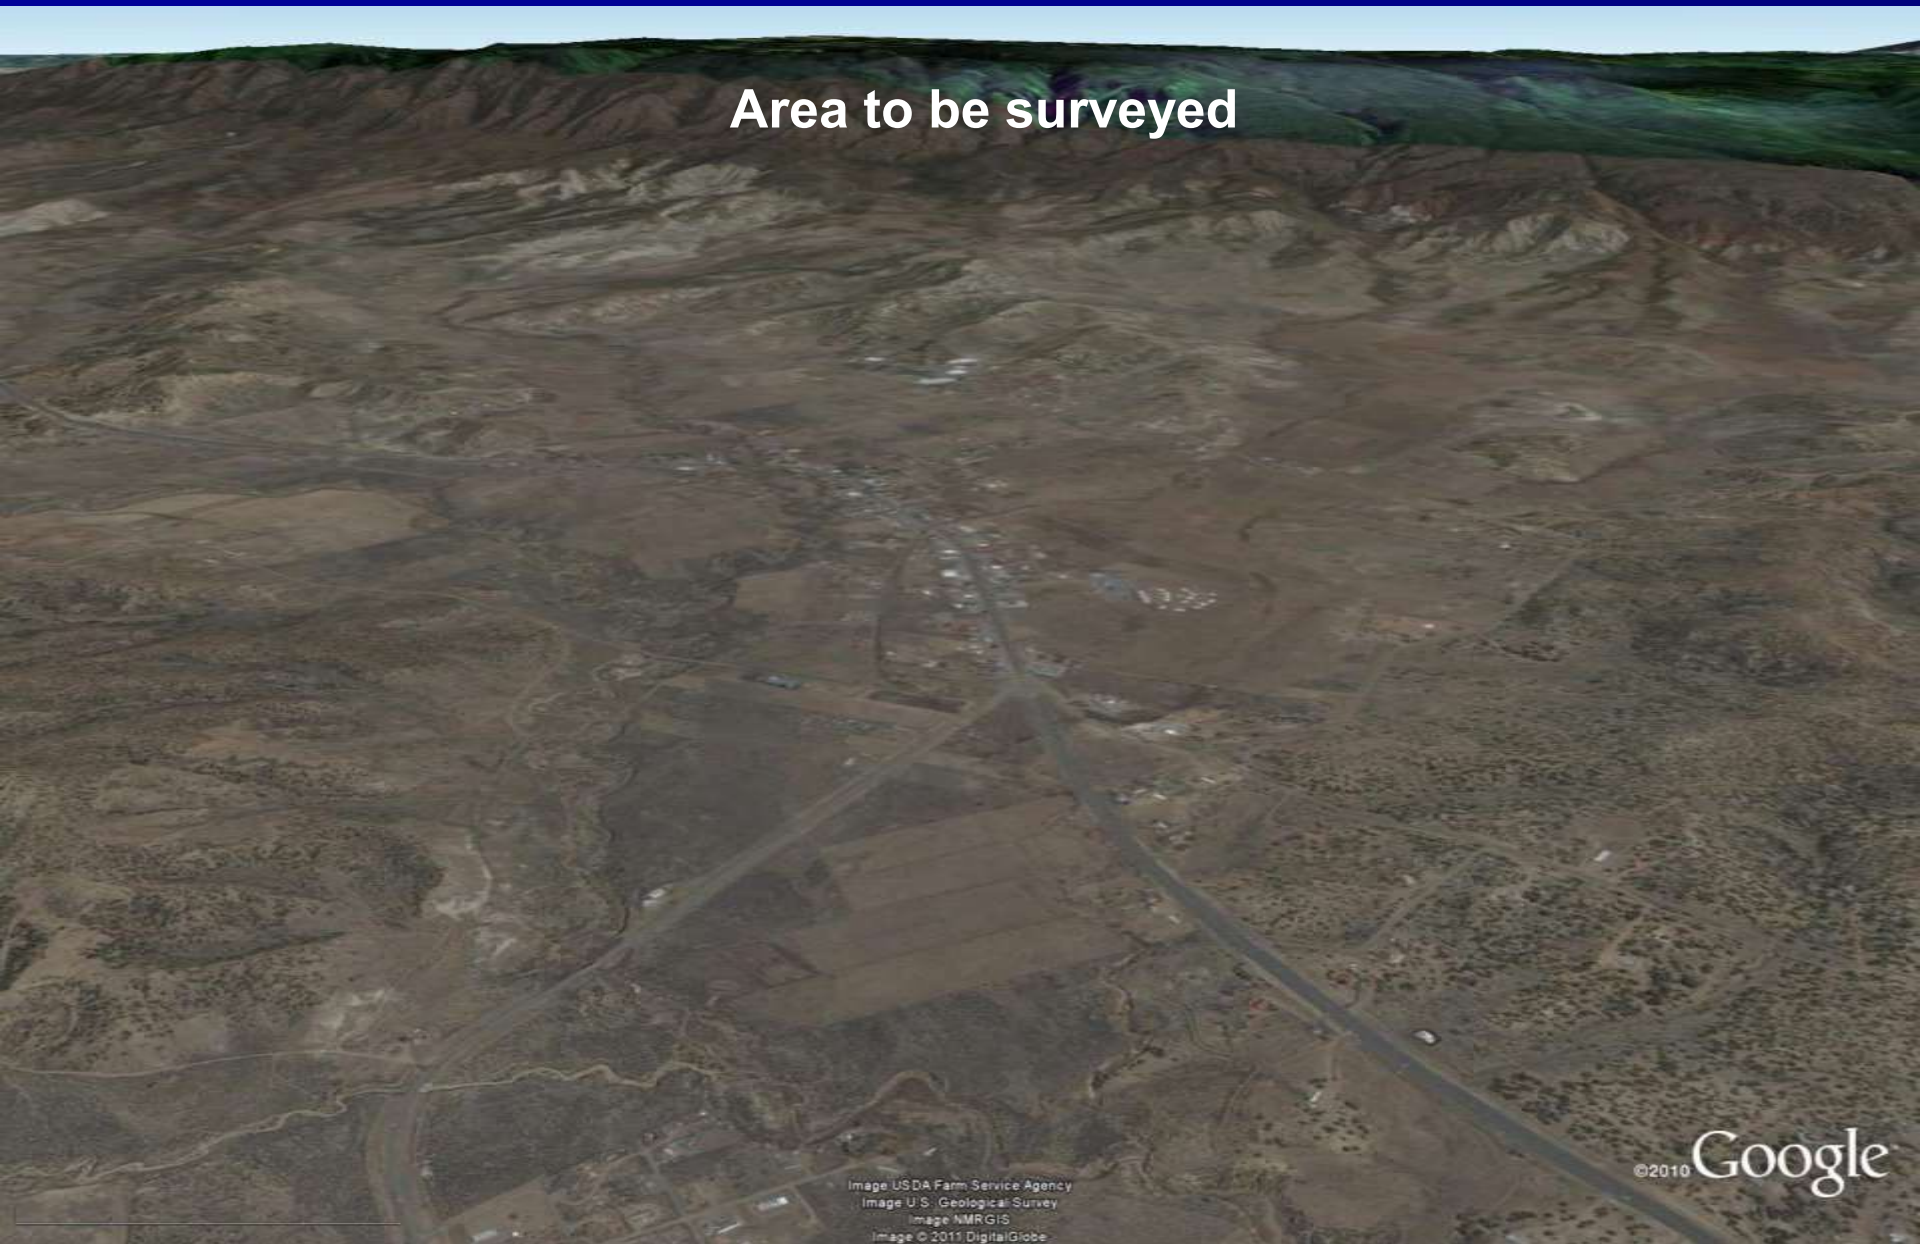 Area to be surveyed
©2010 Google
Image USDA Farm Service Agency
Image U.S. Geological Survey
Image NMRGIS
Image © 2011 DigitalGlobe